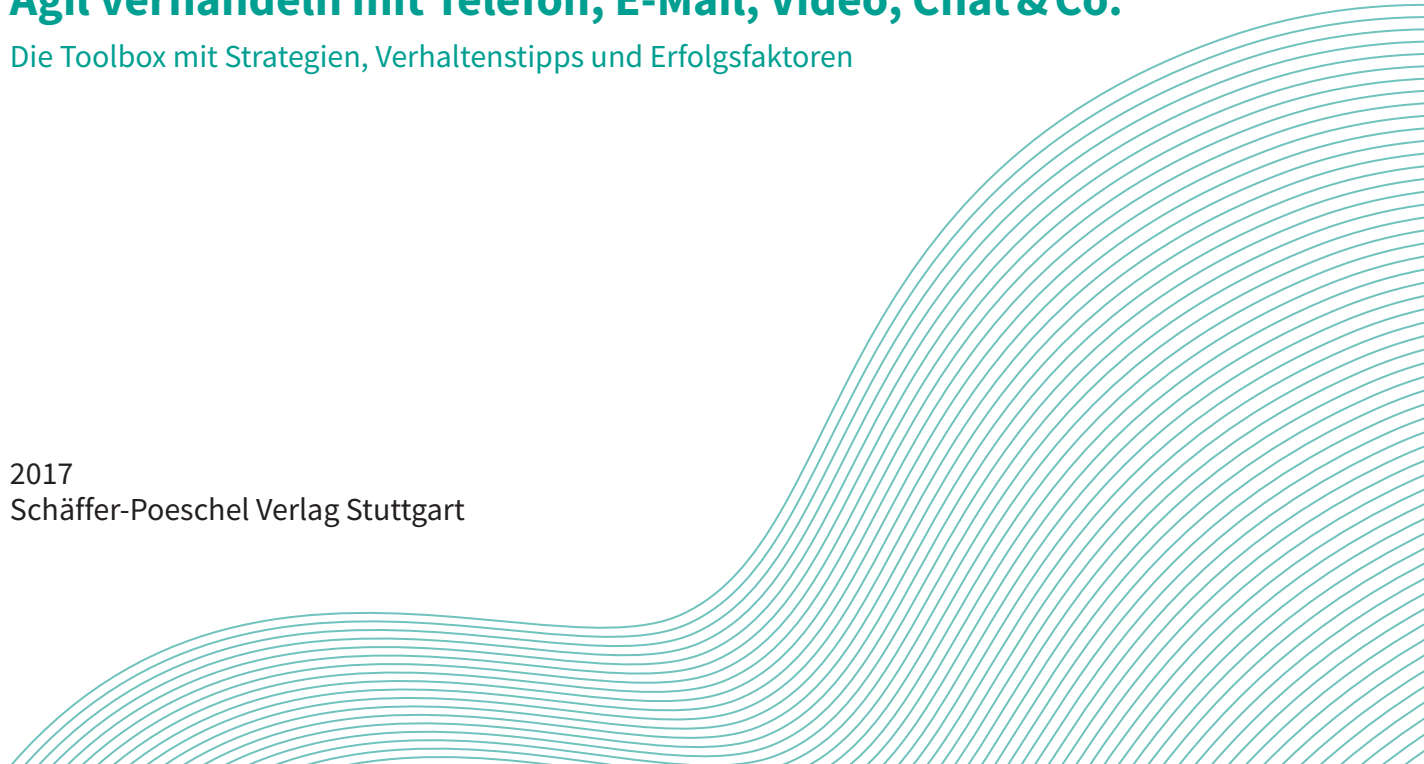 Agil verhandeln mit Telefon, E-Mail, Video, Chat & Co.
Die Toolbox mit Strategien, Verhaltenstipps und Erfolgsfaktoren
2017
Schäffer-Poeschel Verlag Stuttgart